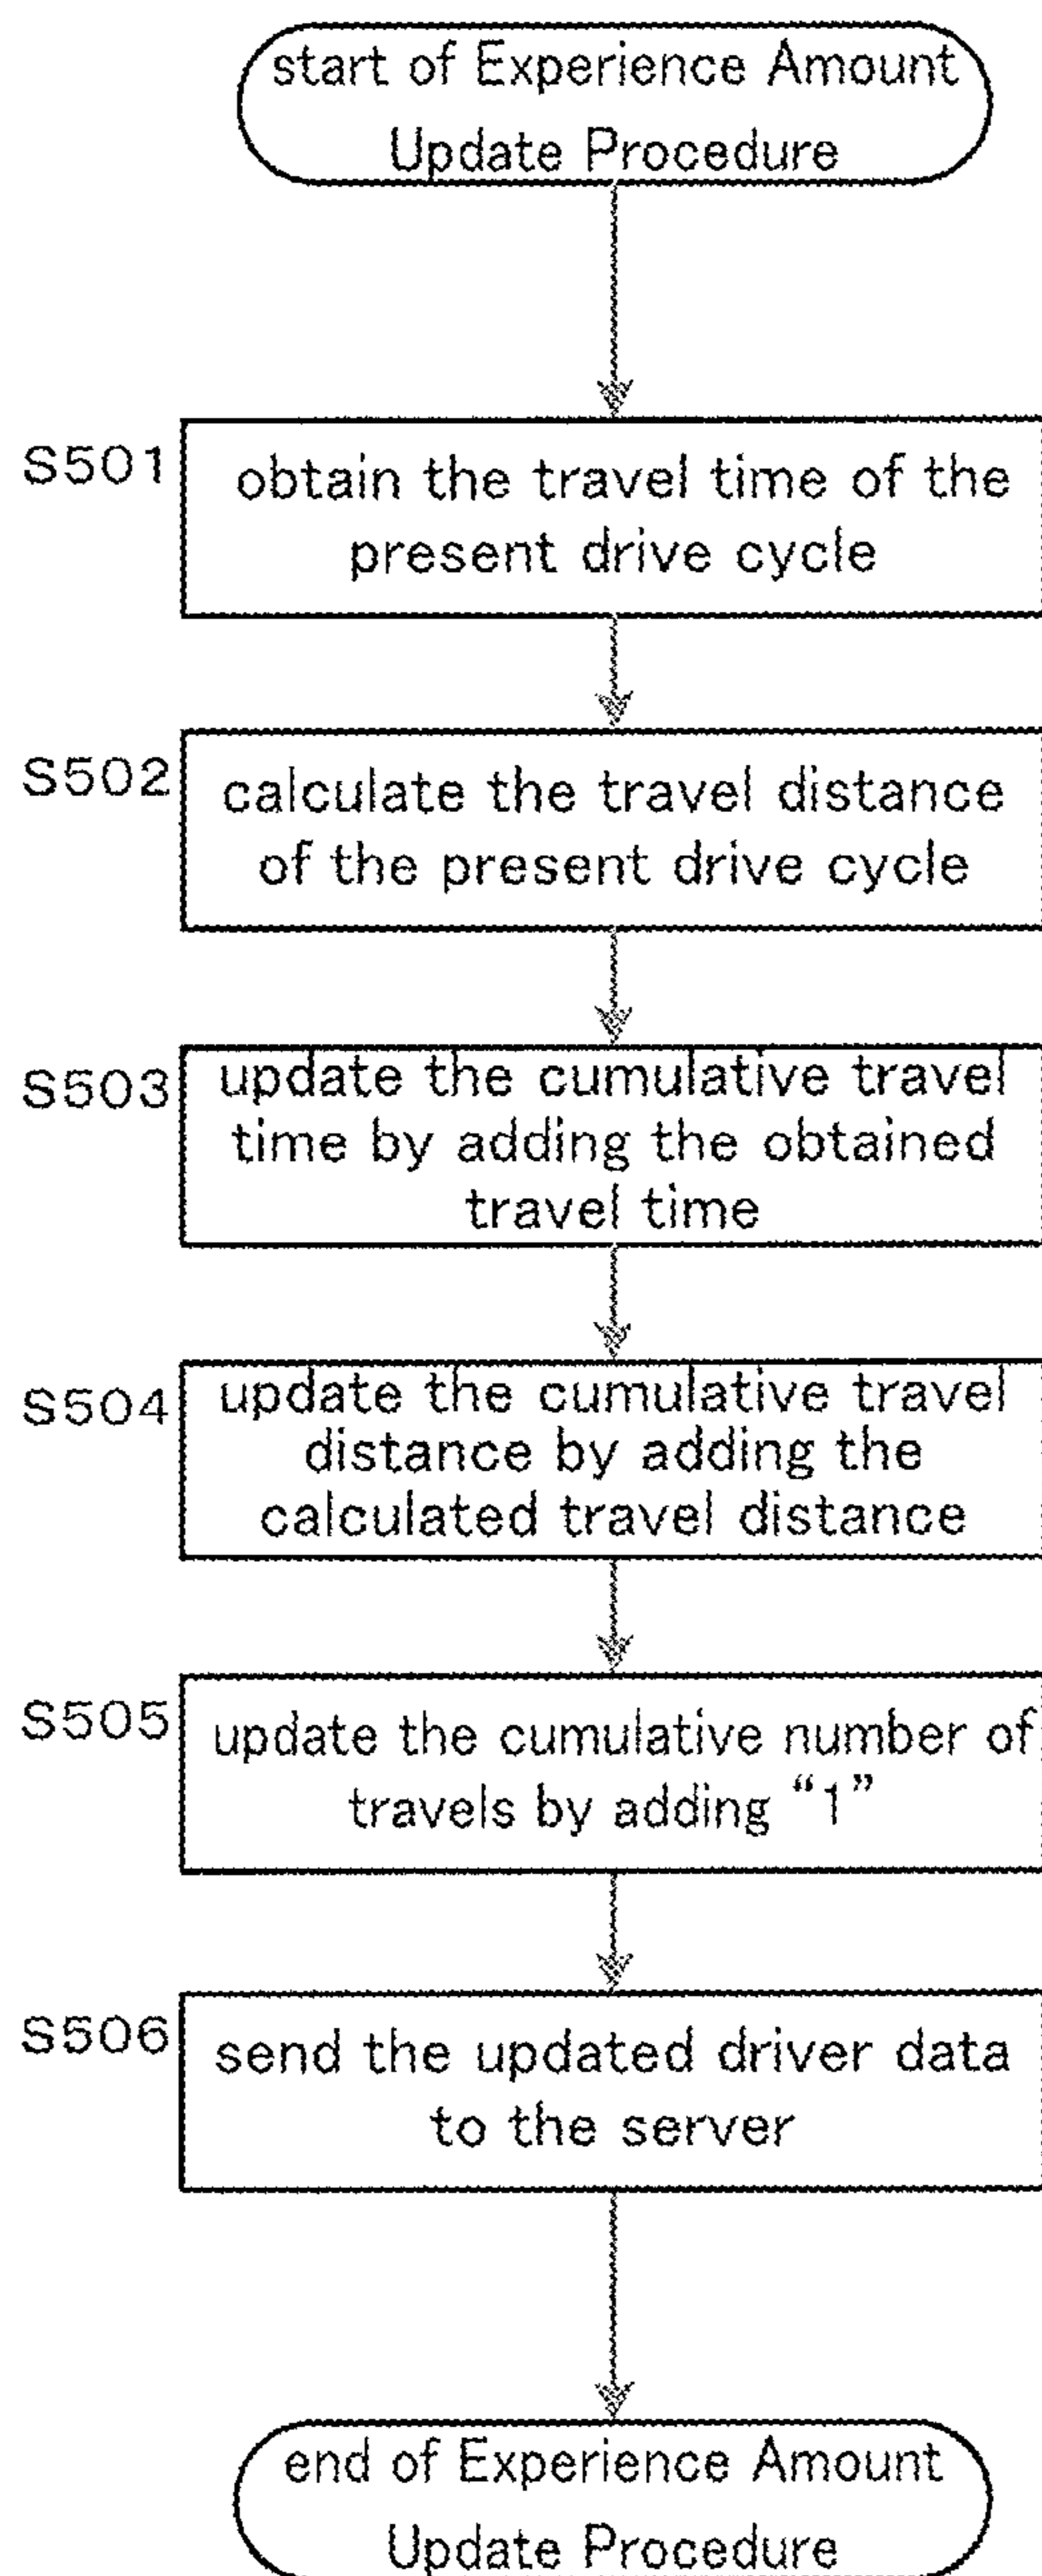 start of Experience Amount
Update Procedure
S501
obtain the travel time of the
present drive cycle
S502
calculate the travel distance
of the present drive cycle
S503
update the cumulative travel
time by adding the obtained
travel time
S504
update the cumulative travel
distance by adding the
calculated travel distance
S505
update the cumulative number of
travels by adding “1”
S506
send the updated driver data
to the server
end of Experience Amount
Update Procedure